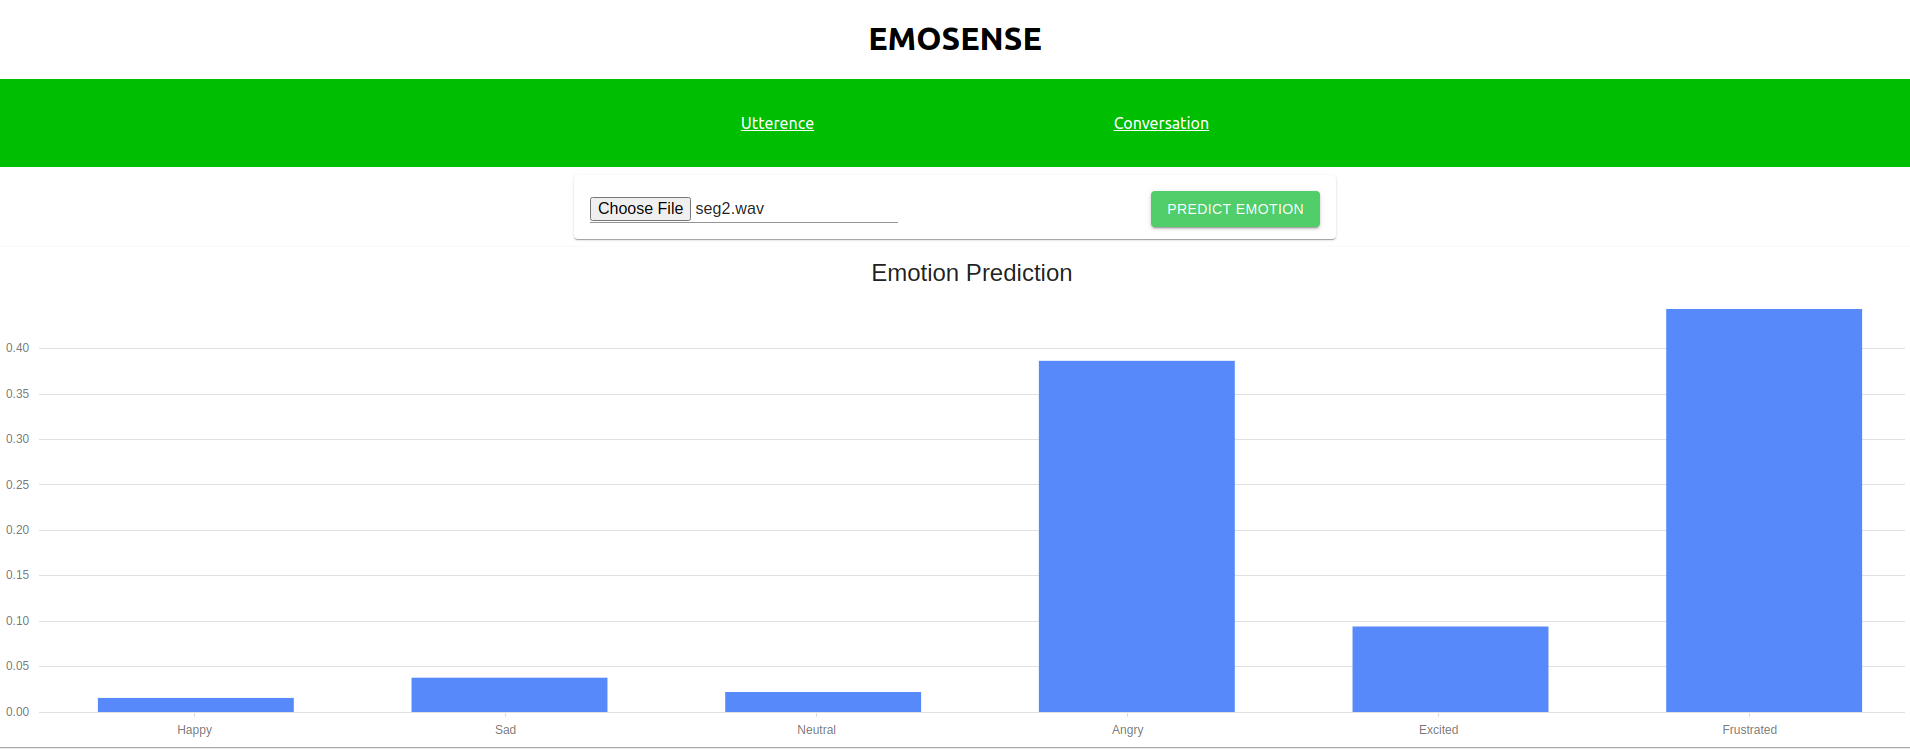 EMOSENSE
Utterence Conversation
Choose File seg2.wav PREDICT EMOTION
Emotion Prediction
0.40
0.35
0.30
0.25
0.20
0.15
0.10
0.05
0.00
Happy Sad Neutral Angry Excited Frustrated